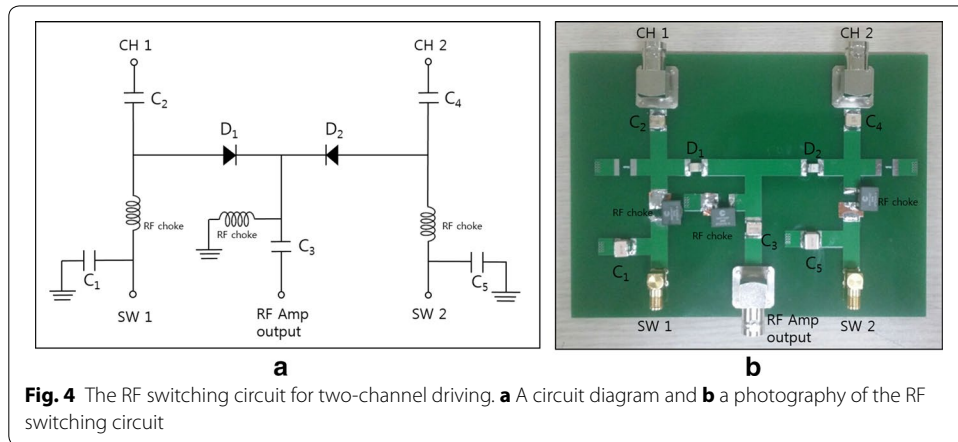 CH 1
CH 2
C2
C4
D1
D2
RF choke
RF choke
RF choke
C3
C1
C5
SW 1
RF Amp
output
SW 2
a
CH 1
CH 2
C2
C4
D1
D2
RF choke
RF choke
RF choke
C3
C1
C5
SW 1
RF Amp
output
SW 2
b
Fig. 4 The RF switching circuit for two-channel driving. a A circuit diagram and b a photography of the RF
switching circuit